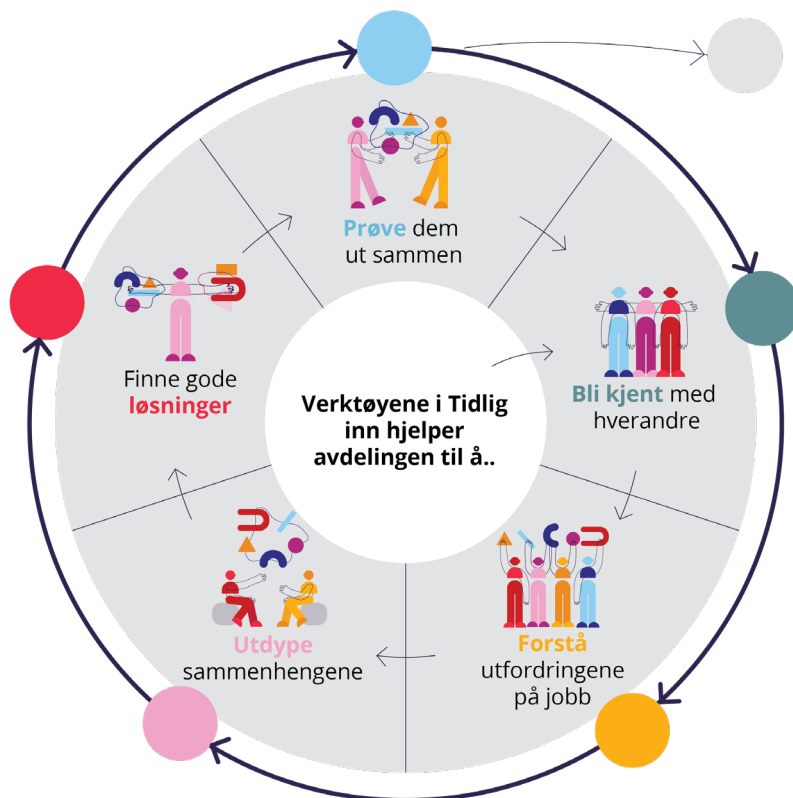 Verktøyene i Tidlig
inn hjelper
avdelingen til å..
Bli kjent med
hverandre
Forstå
utfordringene
på jobb
Utdype
sammenhengene
Finne gode
løsninger
Prøve dem
ut sammen